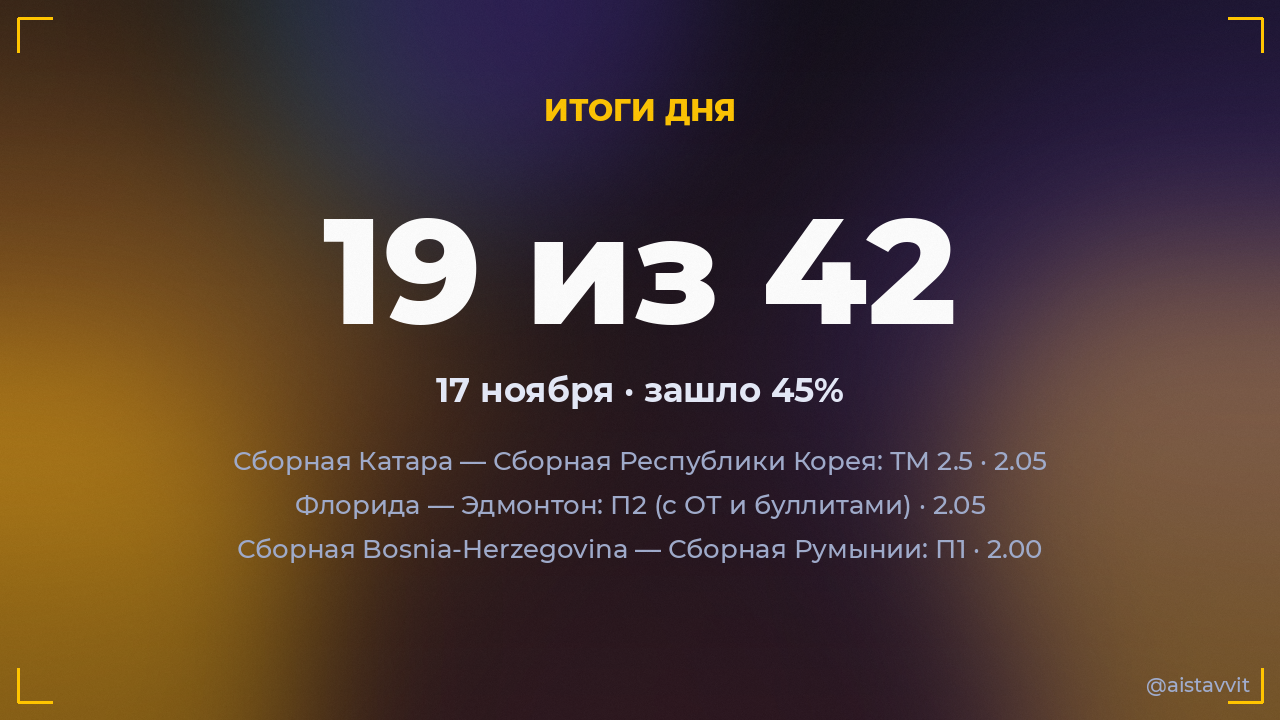 ИТОГИ ДНЯ
19 из 42
17 ноября · зашло 45%
Сборная Катара — Сборная Республики Корея: ТМ 2.5 · 2.05
Флорида — Эдмонтон: П2 (с ОТ и буллитами) · 2.05
Сборная Bosnia-Herzegovina — Сборная Румынии: П1 · 2.00
@aistavvit